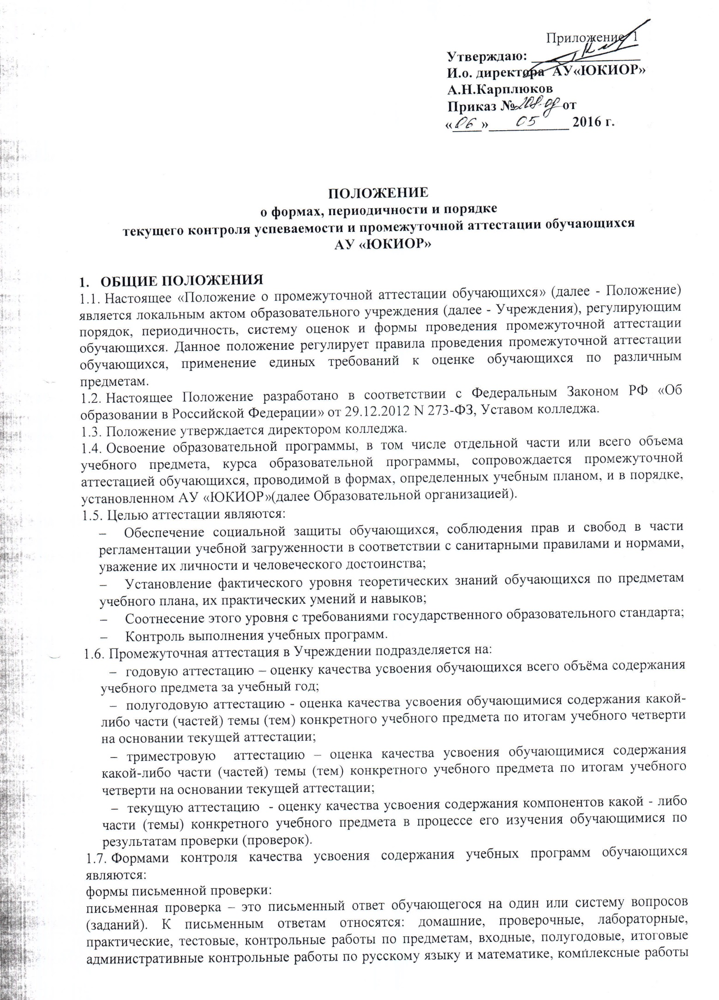 Приложение 1
Утверждаю:
И.о. директора АУ«ЮКИОР»
А.Н.Карплюков
Приказ № 208-од от
«06» 05 2016 г.
ПОЛОЖЕНИЕ
о формах, периодичности и порядке
текущего контроля успеваемости и промежуточной аттестации обучающихся
АУ «ЮКИОР»
1. ОБЩИЕ ПОЛОЖЕНИЯ
1.1. Настоящее «Положение о промежуточной аттестации обучающихся» (далее - Положение)
является локальным актом образовательного учреждения (далее - Учреждения), регулирующим
порядок, периодичность, систему оценок и формы проведения промежуточной аттестации
обучающихся. Данное положение регулирует правила проведения промежуточной аттестации
обучающихся, применение единых требований к оценке обучающихся по различным
предметам.
1.2. Настоящее Положение разработано в соответствии с Федеральным Законом РФ «Об
образовании в Российской Федерации» от 29.12.2012 N 273-ФЗ, Уставом колледжа.
1.3. Положение утверждается директором колледжа.
1.4. Освоение образовательной программы, в том числе отдельной части или всего объема
учебного предмета, курса образовательной программы, сопровождается промежуточной
аттестацией обучающихся, проводимой в формах, определенных учебным планом, и в порядке,
установленном АУ «ЮКИОР»(далее Образовательной организацией).
1.5. Целью аттестации являются:
– Обеспечение социальной защиты обучающихся, соблюдения прав и свобод в части
регламентации учебной загруженности в соответствии с санитарными правилами и нормами,
уважение их личности и человеческого достоинства;
– Установление фактического уровня теоретических знаний обучающихся по предметам
учебного плана, их практических умений и навыков;
– Соотнесение этого уровня с требованиями государственного образовательного стандарта;
– Контроль выполнения учебных программ.
1.6. Промежуточная аттестация в Учреждении подразделяется на:
– годовую аттестацию – оценку качества усвоения обучающихся всего объёма содержания
учебного предмета за учебный год;
– полугодовую аттестацию - оценка качества усвоения обучающимися содержания какой-
либо части (частей) темы (тем) конкретного учебного предмета по итогам учебного четверти
на основании текущей аттестации;
– триместровую аттестацию – оценка качества усвоения обучающимися содержания
какой-либо части (частей) темы (тем) конкретного учебного предмета по итогам учебного
четверти на основании текущей аттестации;
– текущую аттестацию - оценку качества усвоения содержания компонентов какой - либо
части (темы) конкретного учебного предмета в процессе его изучения обучающимися по
результатам проверки (проверок).
1.7. Формами контроля качества усвоения содержания учебных программ обучающихся
являются:
формы письменной проверки:
письменная проверка – это письменный ответ обучающегося на один или систему вопросов
(заданий). К письменным ответам относятся: домашние, проверочные, лабораторные,
практические, тестовые, контрольные работы по предметам, входные, полугодовые, итоговые
административные контрольные работы по русскому языку и математике, комплексные работы